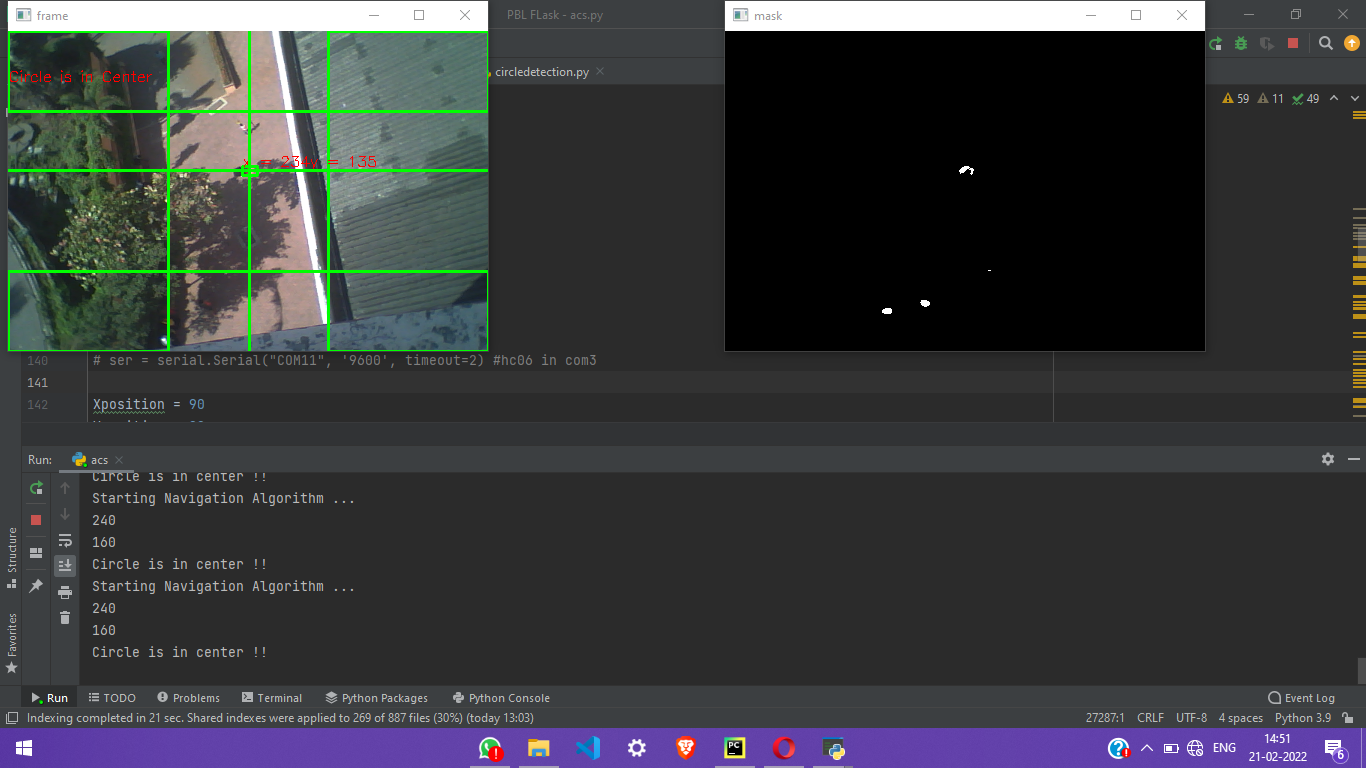 frame
PBL FLask - acs.py
mask
circledetection.py
59 11 49
Circle is in Center
x = 234y = 135
140 # ser = serial.Serial("COM11", '9600', timeout=2) #hc06 in com3
141
142 Xposition = 90
Run: acs
Circle is in center !!
Starting Navigation Algorithm ...
240
160
Circle is in center !!
Starting Navigation Algorithm ...
240
160
Circle is in center !!
Structure
Favorites
Run TODO Problems Terminal Python Packages Python Console Event Log
Indexing completed in 21 sec. Shared indexes were applied to 269 of 887 files (30%) (today 13:03) 27287:1 CRLF UTF-8 4 spaces Python 3.9
PC
ENG
14:51
21-02-2022
6